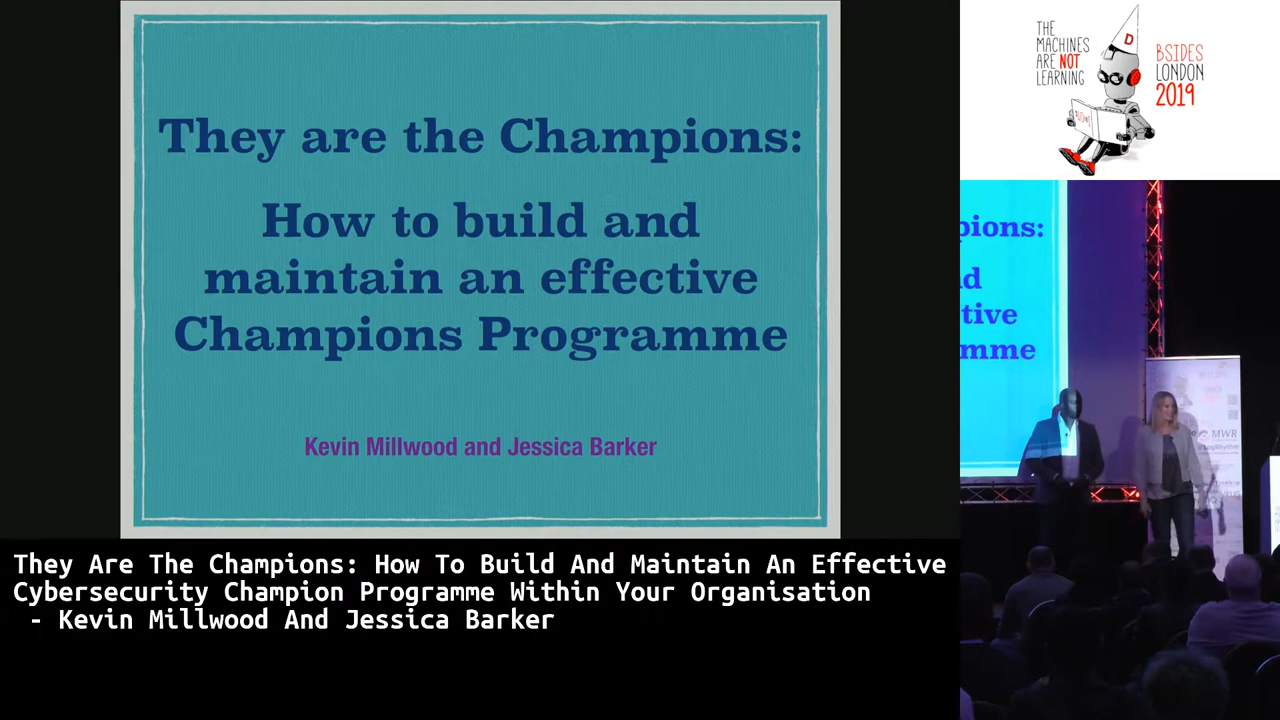 They are the Champions:
How to build and
maintain an effective
Champions Programme
Kevin Millwood and Jessica Barker
They Are The Champions: How To Build And Maintain An Effective
Cybersecurity Champion Programme Within Your Organisation
- Kevin Millwood And Jessica Barker
THE
MACHINES
ARE NOT
LEARNING
D
BSIDES
LONDON
2019
pions:
d
tive
mme
MWR
LogRhythm